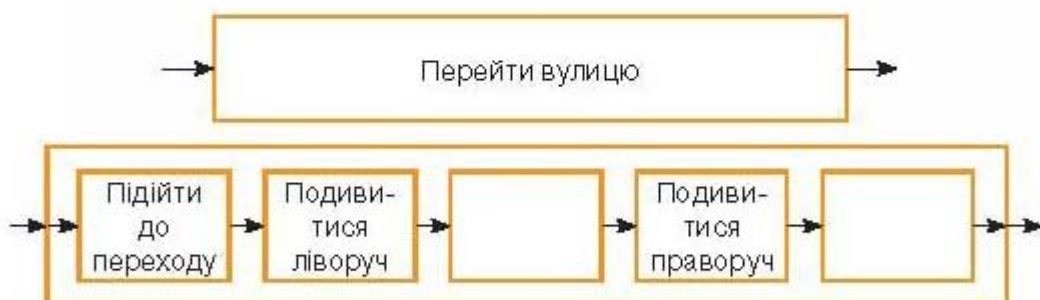 Перейти вулицю
Підійти
до
переходу
Подиви-
тися
ліворуч
Подиви-
тися
праворуч